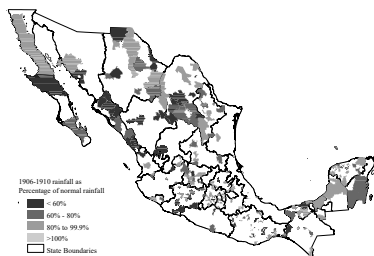 1906-1910 rainfall as
Percentage of normal rainfall
< 60%
60% - 80%
80% to 99.9%
>100%
State Boundaries